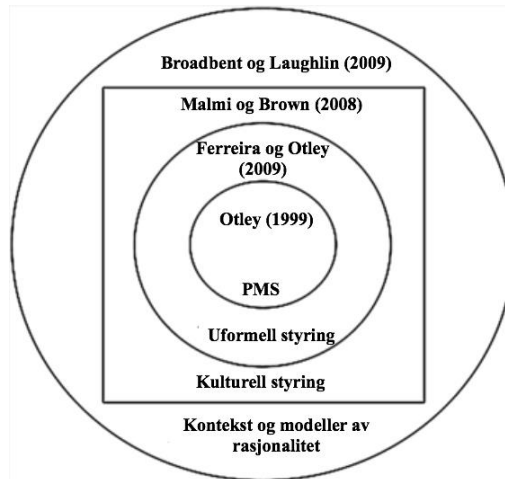 Broadbent og Laughlin (2009)
Malmi og Brown (2008)
Ferreira og Otley
(2009)
Otley (1999)
PMS
Uformell styring
Kulturell styring
Kontekst og modeller av
rasjonalitet